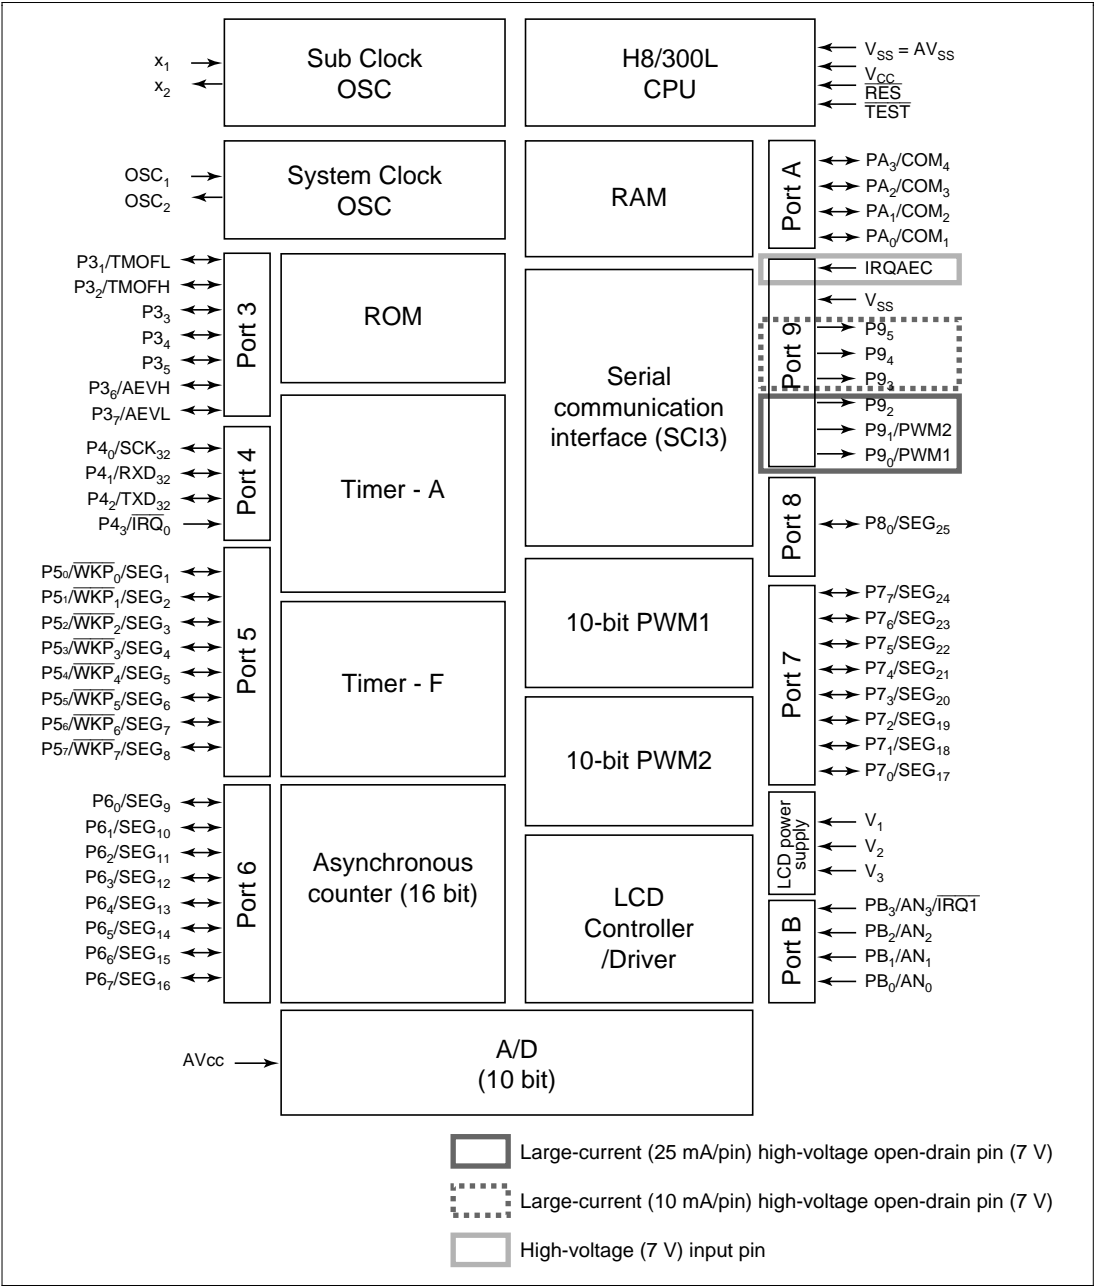 x1
x2
Sub Clock
OSC
H8/300L
CPU
VSS = AVSS
VCC
RES
TEST
OSC1
OSC2
System Clock
OSC
RAM
Port A
PA3/COM4
PA2/COM3
PA1/COM2
PA0/COM1
P31/TMOFL
P32/TMOFH
P33
P34
P35
P36/AEVH
P37/AEVL
Port 3
ROM
Serial
communication
interface (SCI3)
Port 9
IRQAEC
VSS
P95
P94
P93
P92
P91/PWM2
P90/PWM1
P40/SCK32
P41/RXD32
P42/TXD32
P43/IRQ0
Port 4
Timer - A
Port 8
P80/SEG25
P50/WKP0/SEG1
P51/WKP1/SEG2
P52/WKP2/SEG3
P53/WKP3/SEG4
P54/WKP4/SEG5
P55/WKP5/SEG6
P56/WKP6/SEG7
P57/WKP7/SEG8
Port 5
Timer - F
10-bit PWM1
10-bit PWM2
Port 7
P77/SEG24
P76/SEG23
P75/SEG22
P74/SEG21
P73/SEG20
P72/SEG19
P71/SEG18
P70/SEG17
P60/SEG9
P61/SEG10
P62/SEG11
P63/SEG12
P64/SEG13
P65/SEG14
P66/SEG15
P67/SEG16
Port 6
Asynchronous
counter (16 bit)
LCD
Controller
/Driver
LCD power
supply
V1
V2
V3
Port B
PB3/AN3/IRQ1
PB2/AN2
PB1/AN1
PB0/AN0
AVcc
A/D
(10 bit)
Large-current (25 mA/pin) high-voltage open-drain pin (7 V)
Large-current (10 mA/pin) high-voltage open-drain pin (7 V)
High-voltage (7 V) input pin